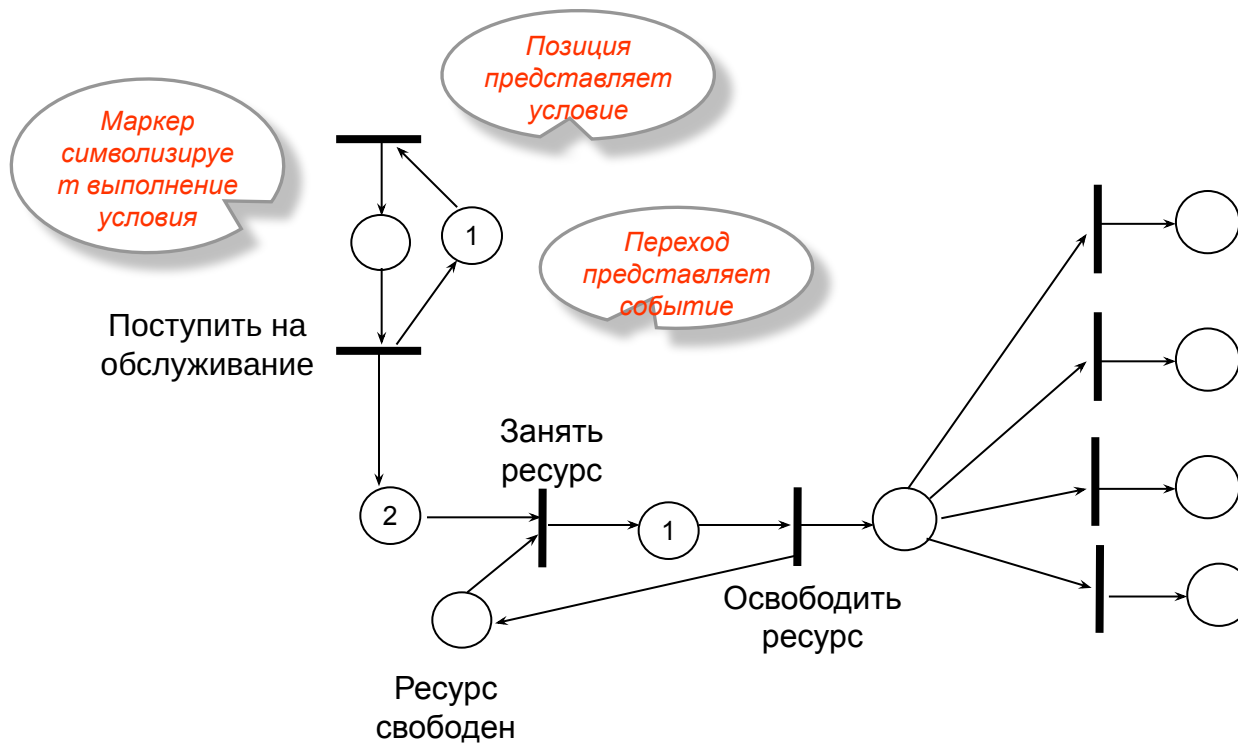 Позиция
представляет
условие
Маркер
символизируе
т выполнение
условия
1
Переход
представляет
событие
Поступить на
обслуживание
Занять
ресурс
2
1
Освободить
ресурс
Ресурс
свободен